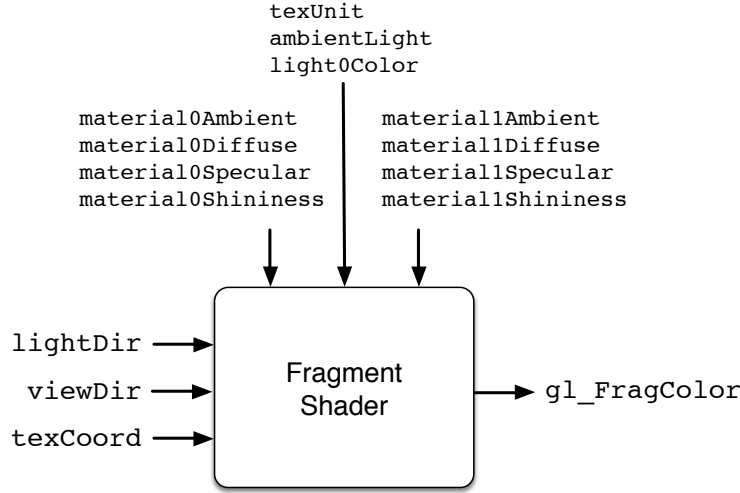 texUnit
ambientLight
light0Color
material0Ambient
material0Diffuse
material0Specular
material0Shininess
material1Ambient
material1Diffuse
material1Specular
material1Shininess
lightDir
viewDir
texCoord
Fragment
Shader
gl_FragColor